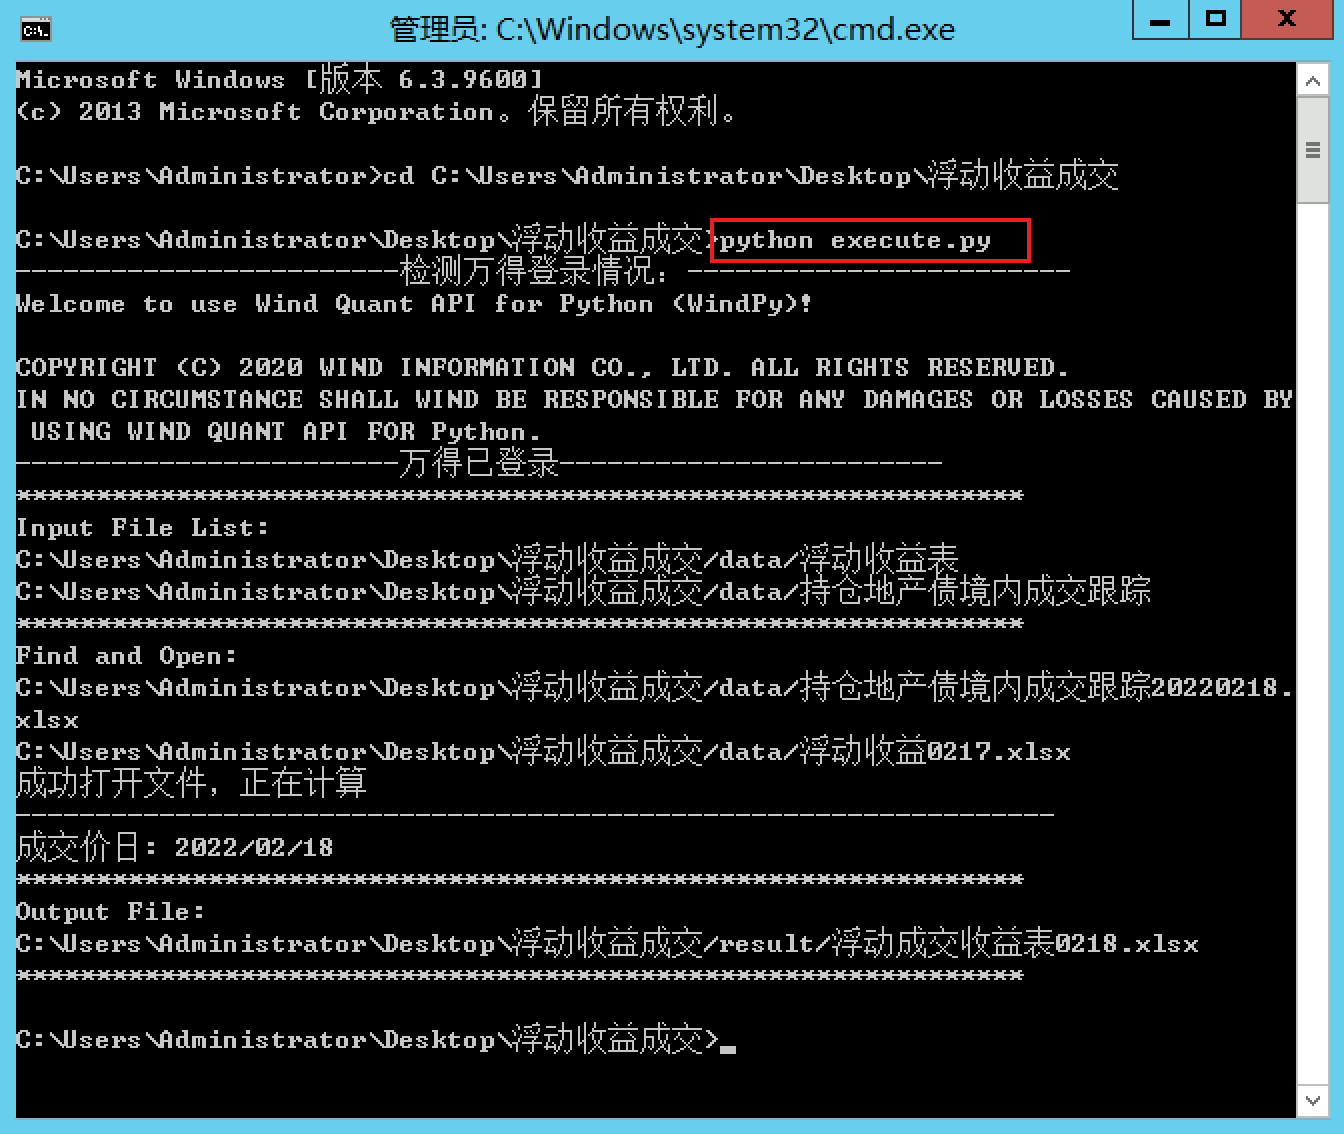 管理员: C:\Windows\system32\cmd.exe
Microsoft Windows [版本 6.3.9600]
(c) 2013 Microsoft Corporation。保留所有权利。
C:\Users\Administrator>cd C:\Users\Administrator\Desktop\浮动收益成交
C:\Users\Administrator\Desktop\浮动收益成交>python execute.py
------------------------检测万得登录情况：------------------------
Welcome to use Wind Quant API for Python (WindPy)!
COPYRIGHT (C) 2020 WIND INFORMATION CO., LTD. ALL RIGHTS RESERVED.
IN NO CIRCUMSTANCE SHALL WIND BE RESPONSIBLE FOR ANY DAMAGES OR LOSSES CAUSED BY
USING WIND QUANT API FOR Python.
------------------------万得已登录------------------------
***************************************************************
Input File List:
C:\Users\Administrator\Desktop\浮动收益成交/data/浮动收益表
C:\Users\Administrator\Desktop\浮动收益成交/data/持仓地产债境内成交跟踪
***************************************************************
Find and Open:
C:\Users\Administrator\Desktop\浮动收益成交/data/持仓地产债境内成交跟踪20220218.
xlsx
C:\Users\Administrator\Desktop\浮动收益成交/data/浮动收益0217.xlsx
成功打开文件，正在计算
-----------------------------------------------------------------
成交价日：2022/02/18
***************************************************************
Output File:
C:\Users\Administrator\Desktop\浮动收益成交/result/浮动成交收益表0218.xlsx
***************************************************************
C:\Users\Administrator\Desktop\浮动收益成交>_